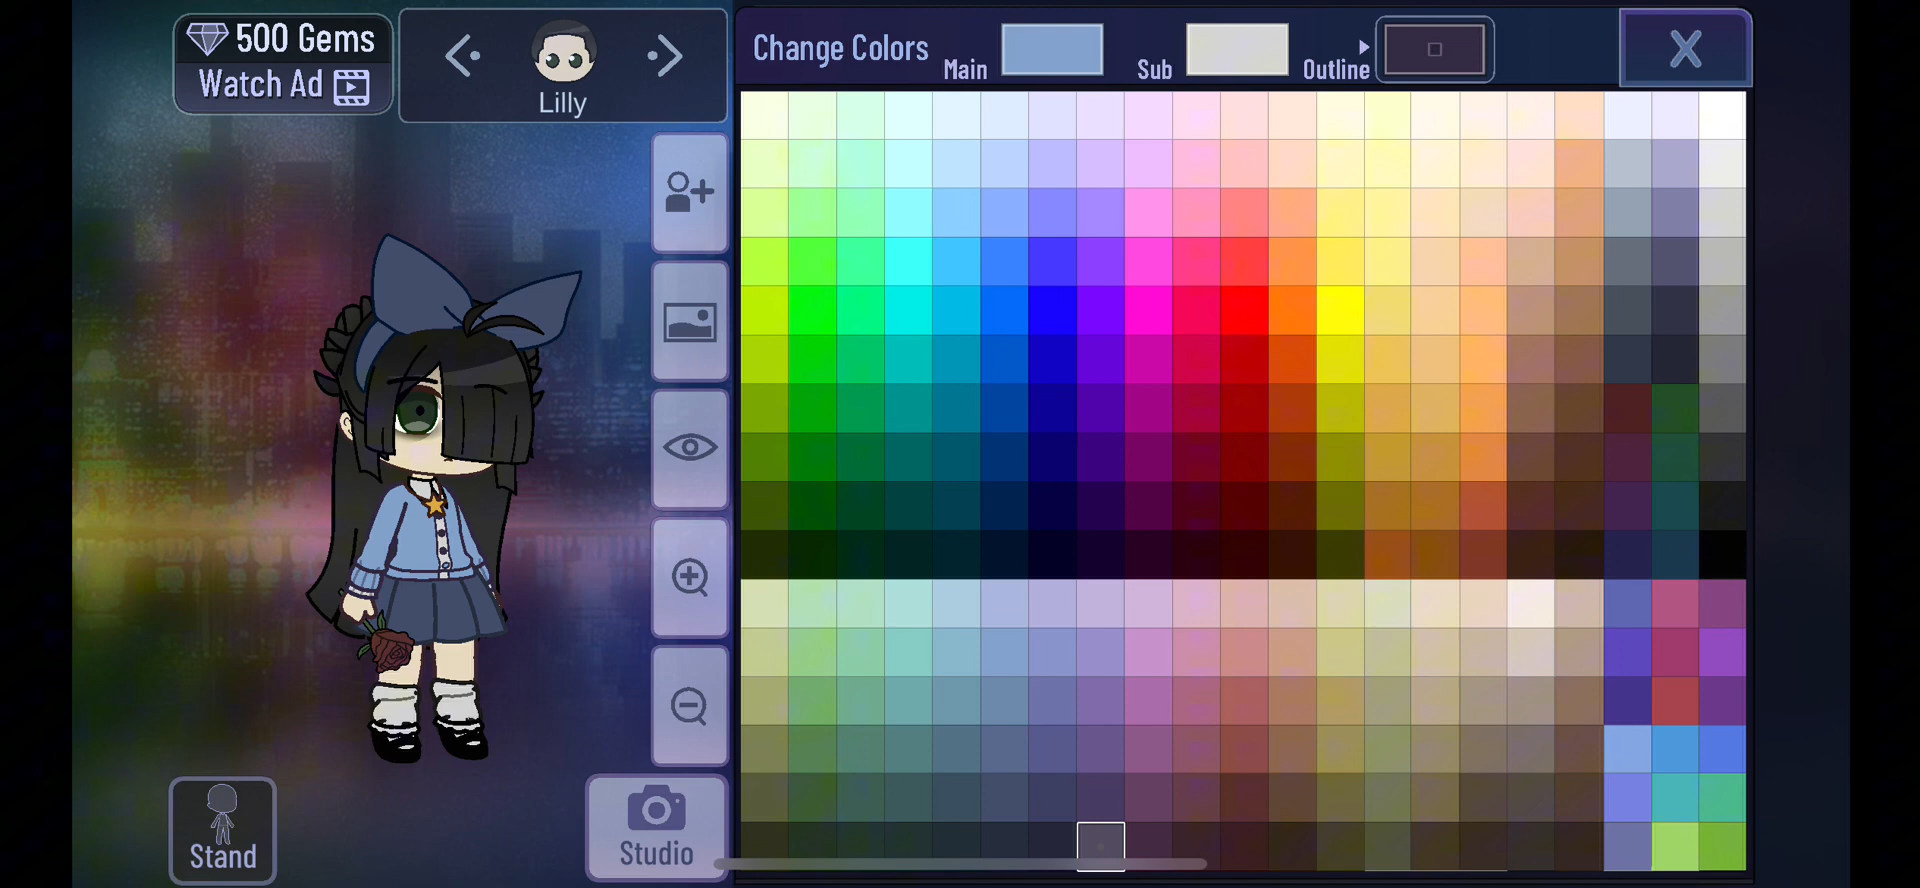 500 Gems
Watch Ad
Lilly
Change Colors
Main
Sub
Outline
X
Stand
Studio